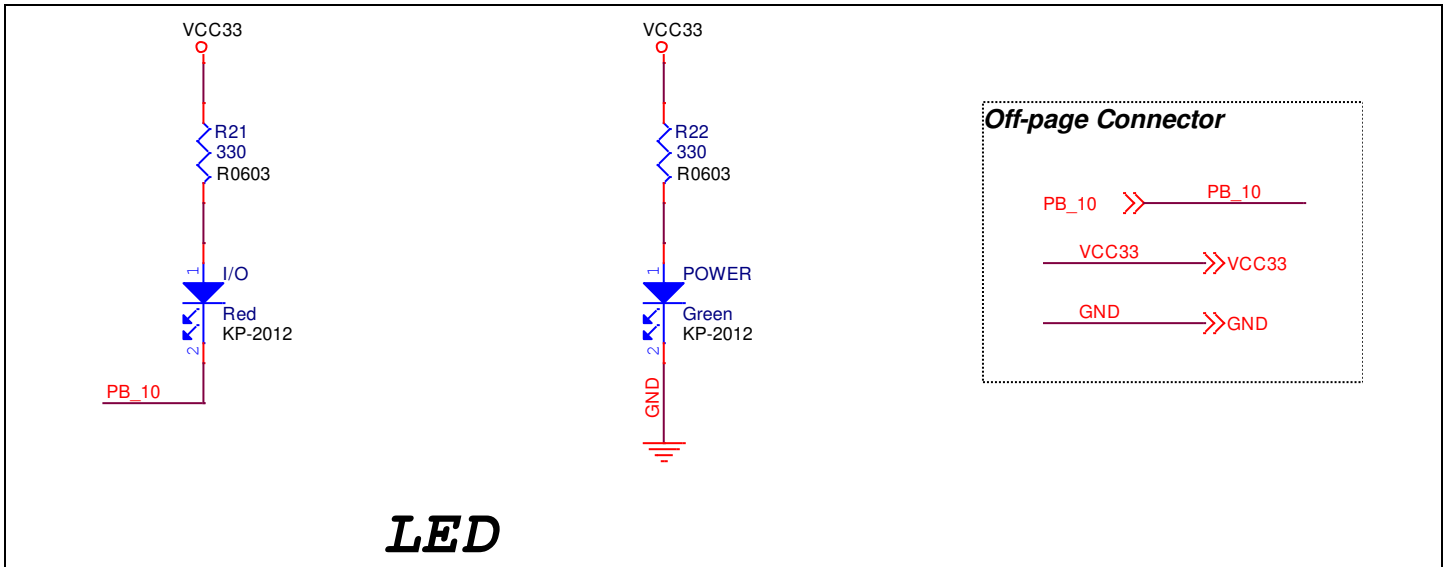 VCC33
R21
330
R0603
1
I/O
Red
KP-2012
2
PB_10
VCC33
R22
330
R0603
1
POWER
Green
KP-2012
2
GND
Off-page Connector
PB_10 PB_10
VCC33 VCC33
GND GND
LED